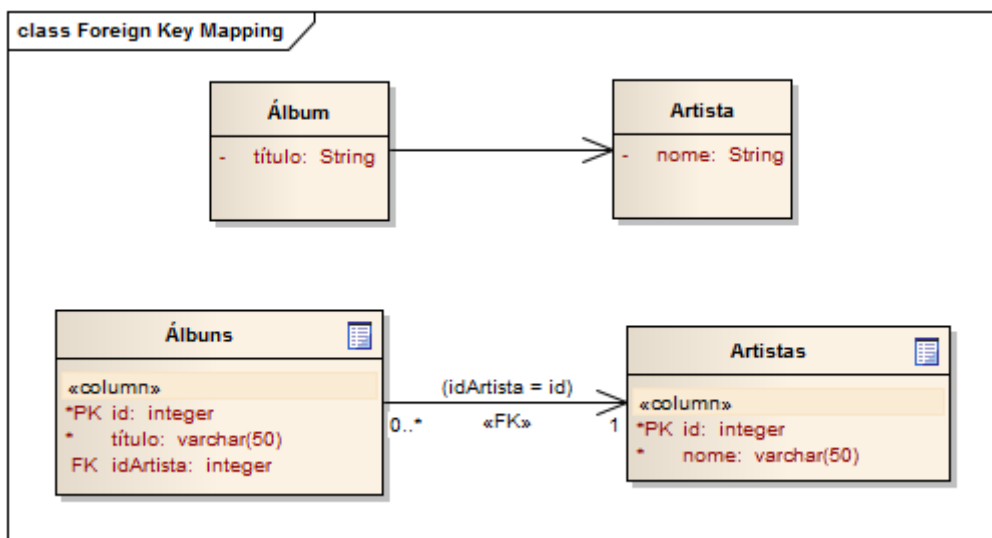 class Foreign Key Mapping
Álbum
- título: String
Artista
- nome: String
Álbuns
«column»
*PK id: integer
* título: varchar(50)
FK idArtista: integer
(idArtista = id)
0..* «FK» 1
Artistas
«column»
*PK id: integer
* nome: varchar(50)